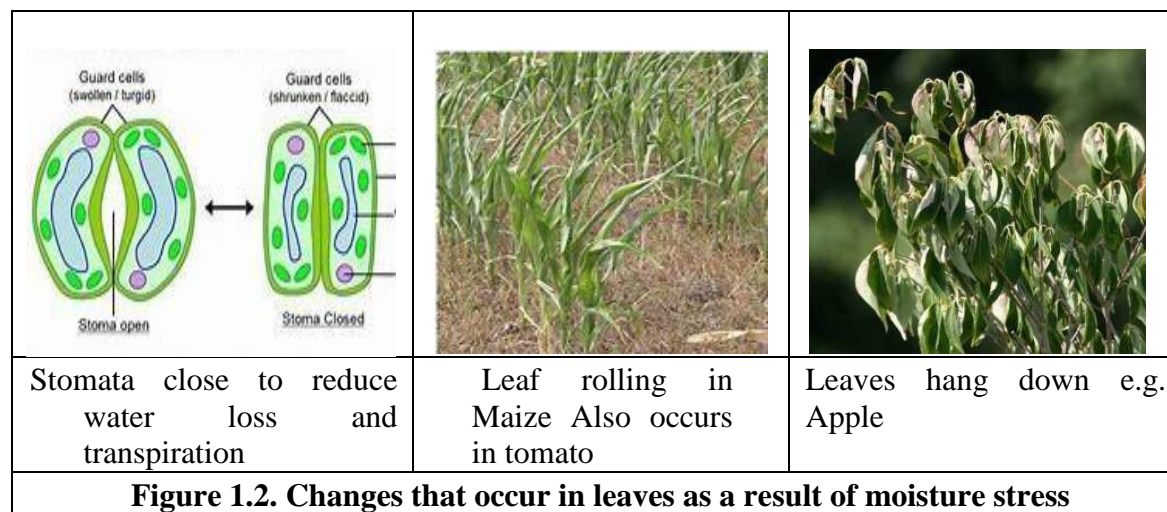 Guard cells
(swollen / turgid)
Guard cells
(shrunken / flaccid)
Stoma open
Stoma Closed
Stomata close to reduce
water loss and
transpiration
Leaf rolling in
Maize Also occurs
in tomato
Leaves hang down e.g.
Apple
Figure 1.2. Changes that occur in leaves as a result of moisture stress